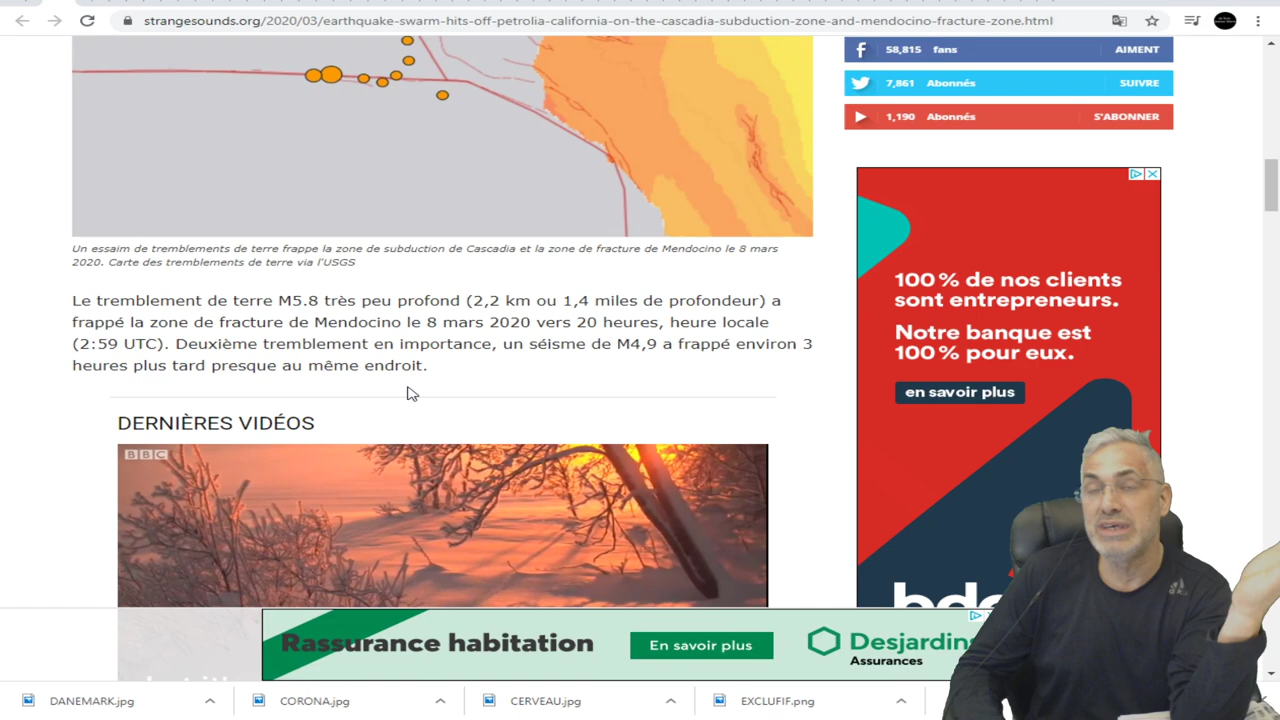 strangesounds.org/2020/03/earthquake-swarm-hits-off-petrolia-california-on-the-cascadia-subduction-zone-and-mendocino-fracture-zone.html
58,815 fans AIMENT
7,861 Abonnés SUIVRE
1,190 Abonnés S'ABONNER
Un essaim de tremblements de terre frappe la zone de subduction de Cascadia et la zone de fracture de Mendocino le 8 mars
2020. Carte des tremblements de terre via l'USGS
Le tremblement de terre M5.8 très peu profond (2,2 km ou 1,4 miles de profondeur) a
frappé la zone de fracture de Mendocino le 8 mars 2020 vers 20 heures, heure locale
(2:59 UTC). Deuxième tremblement en importance, un séisme de M4,9 a frappé environ 3
heures plus tard presque au même endroit.
DERNIÈRES VIDÉOS
BBC
100 % de nos clients
sont entrepreneurs.
Notre banque est
100 % pour eux.
en savoir plus
Rassurance habitation
En savoir plus
Desjardins
Assurances
DANEMARK.jpg
CORONA.jpg
CERVEAU.jpg
EXCLUFIF.png